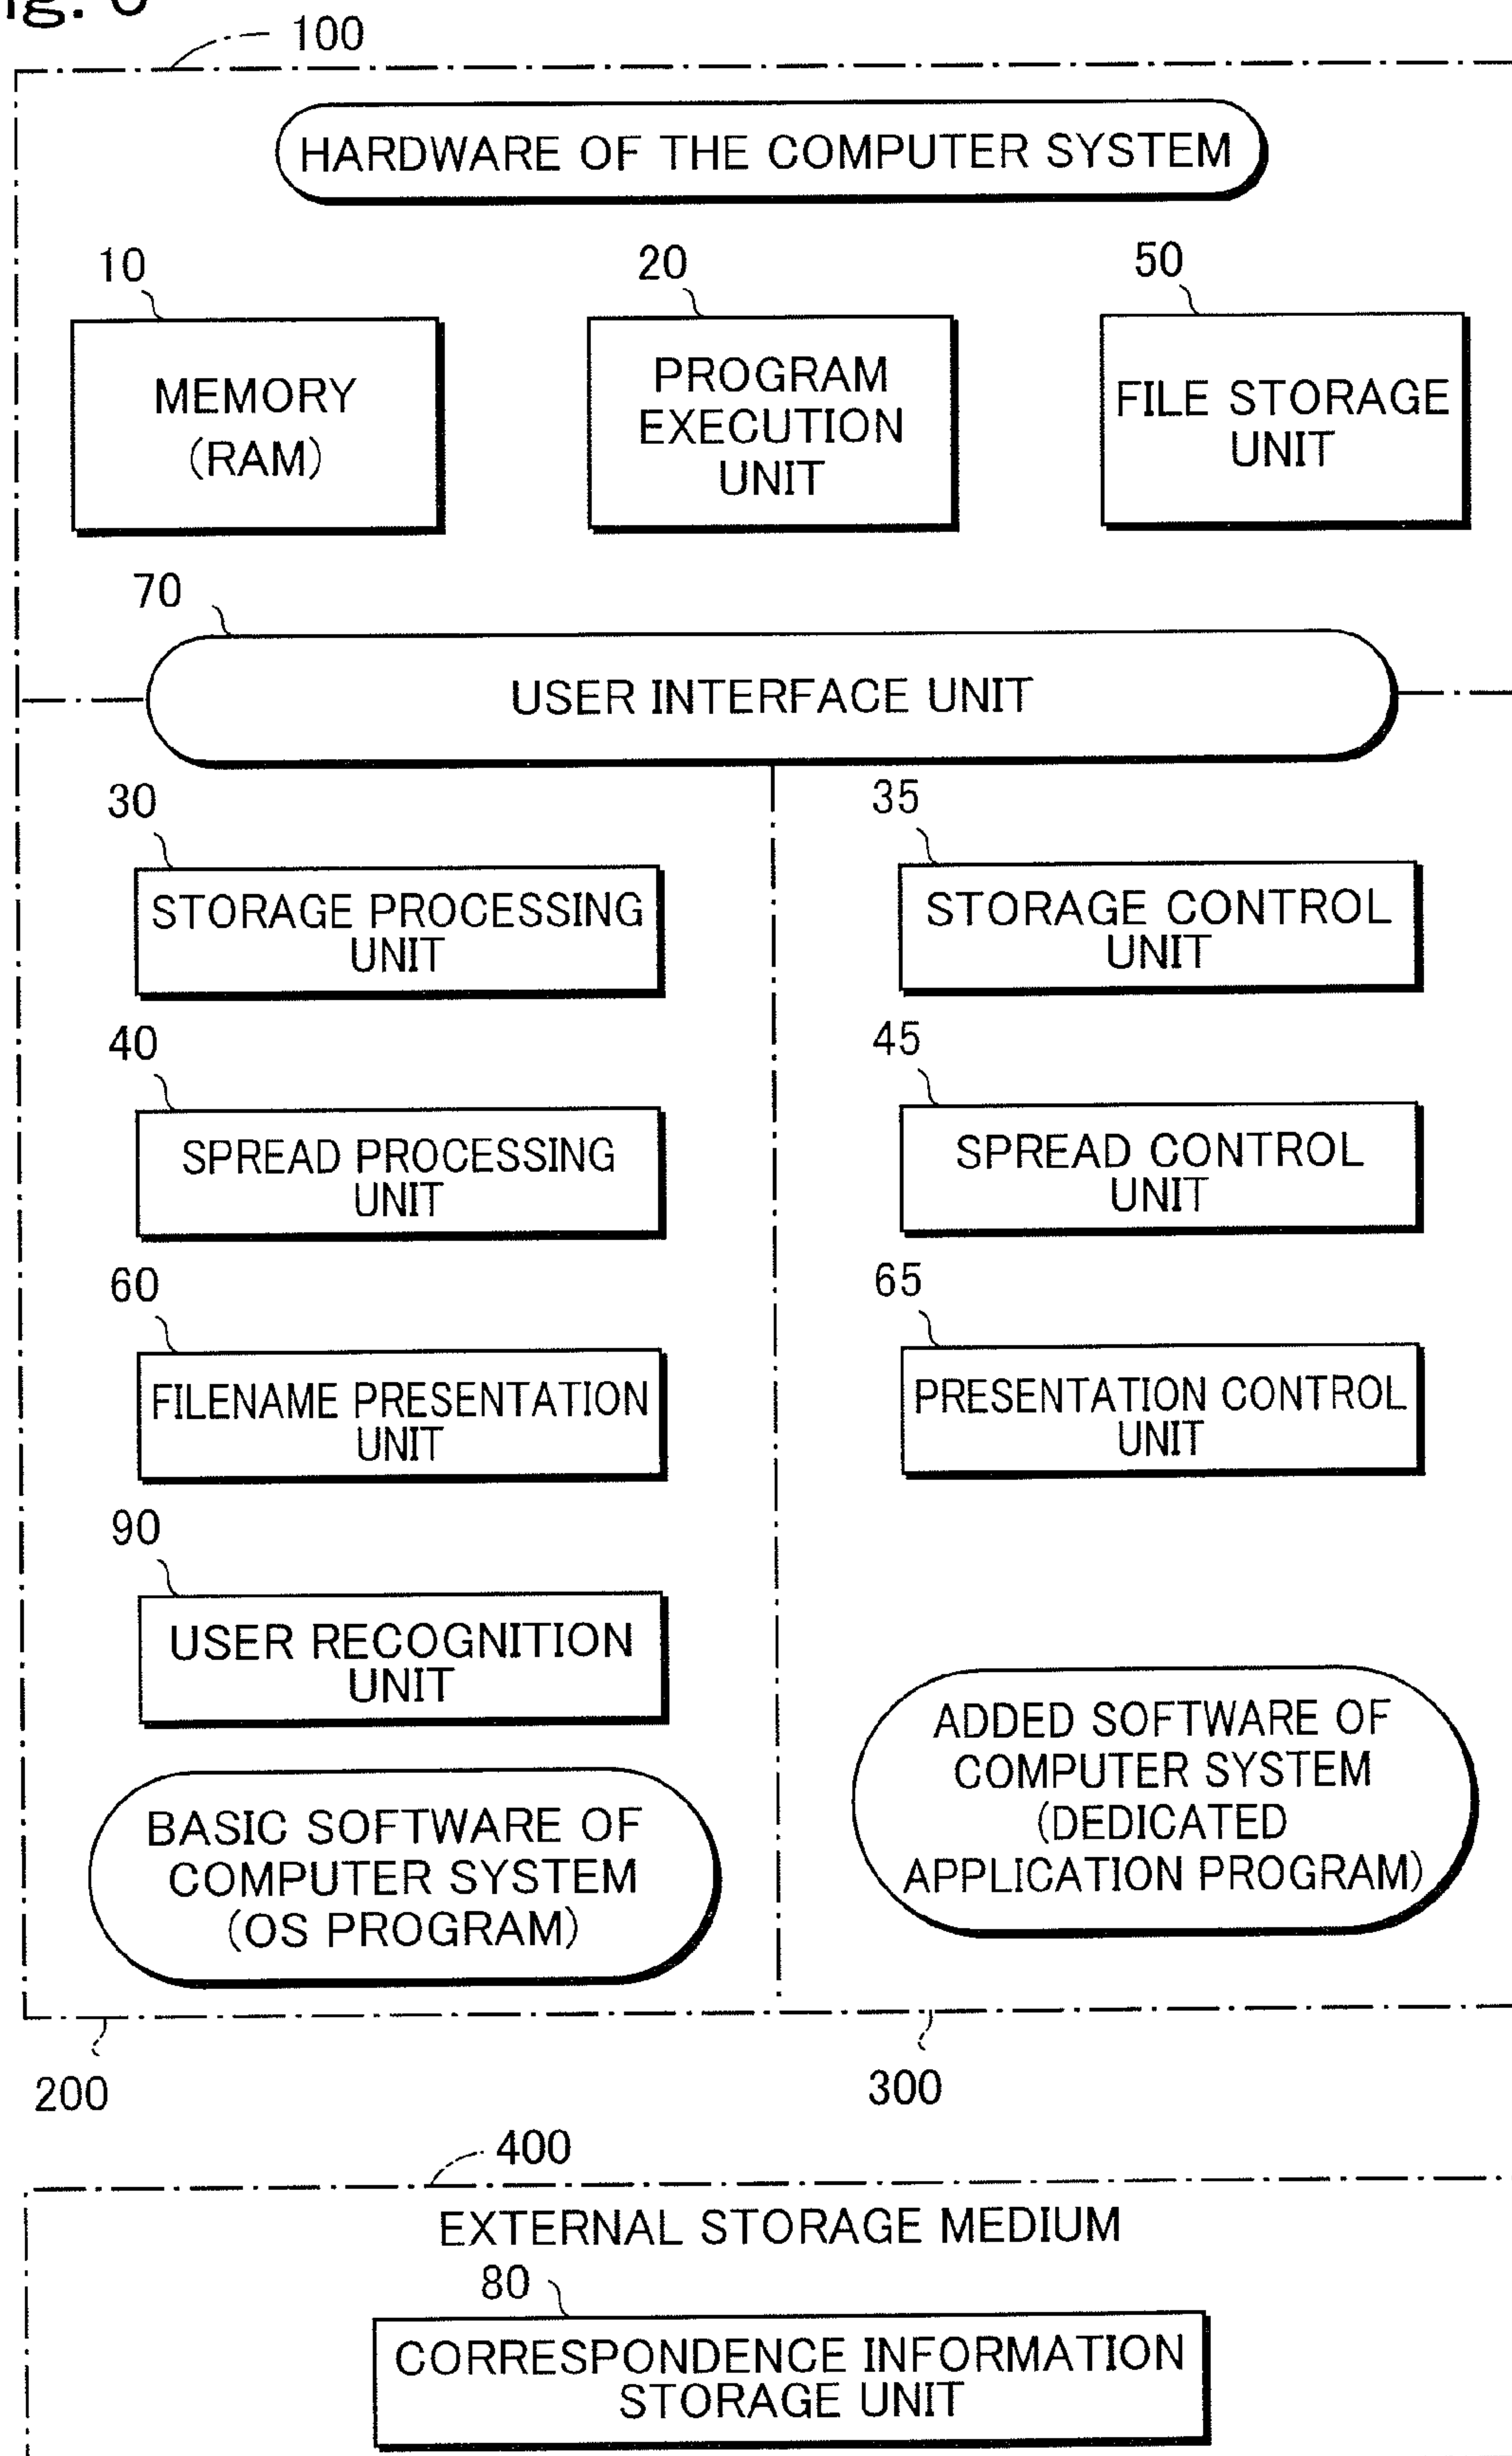 100
HARDWARE OF THE COMPUTER SYSTEM
10
MEMORY
(RAM)
20
PROGRAM
EXECUTION
UNIT
50
FILE STORAGE
UNIT
70
USER INTERFACE UNIT
30
STORAGE PROCESSING
UNIT
35
STORAGE CONTROL
UNIT
40
SPREAD PROCESSING
UNIT
45
SPREAD CONTROL
UNIT
60
FILENAME PRESENTATION
UNIT
65
PRESENTATION CONTROL
UNIT
90
USER RECOGNITION
UNIT
BASIC SOFTWARE OF
COMPUTER SYSTEM
(OS PROGRAM)
ADDED SOFTWARE OF
COMPUTER SYSTEM
(DEDICATED
APPLICATION PROGRAM)
200
300
400
EXTERNAL STORAGE MEDIUM
80
CORRESPONDENCE INFORMATION
STORAGE UNIT